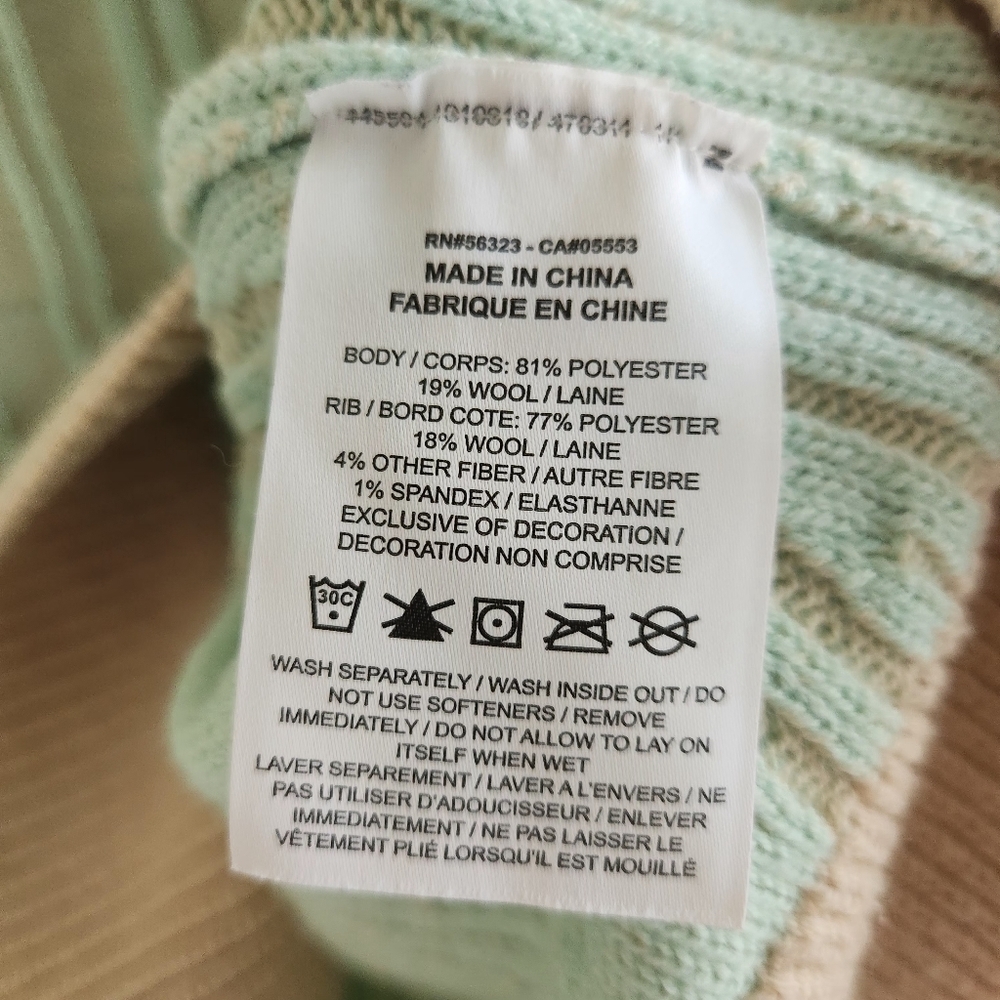 RN#56323 - CA#05553
MADE IN CHINA
FABRIQUE EN CHINE
BODY / CORPS: 81% POLYESTER
19% WOOL / LAINE
RIB / BORD COTE: 77% POLYESTER
18% WOOL / LAINE
4% OTHER FIBER / AUTRE FIBRE
1% SPANDEX / ELASTHANNE
EXCLUSIVE OF DECORATION /
DECORATION NON COMPRISE
30C
WASH SEPARATELY / WASH INSIDE OUT / DO
NOT USE SOFTENERS / REMOVE
IMMEDIATELY / DO NOT ALLOW TO LAY ON
ITSELF WHEN WET
LAVER SEPAREMENT / LAVER A L'ENVERS / NE
PAS UTILISER D'ADOUCISSEUR / ENLEVER
IMMEDIATEMENT / NE PAS LAISSER LE
VÊTEMENT PLIÉ LORSQU'IL EST MOUILLÉ